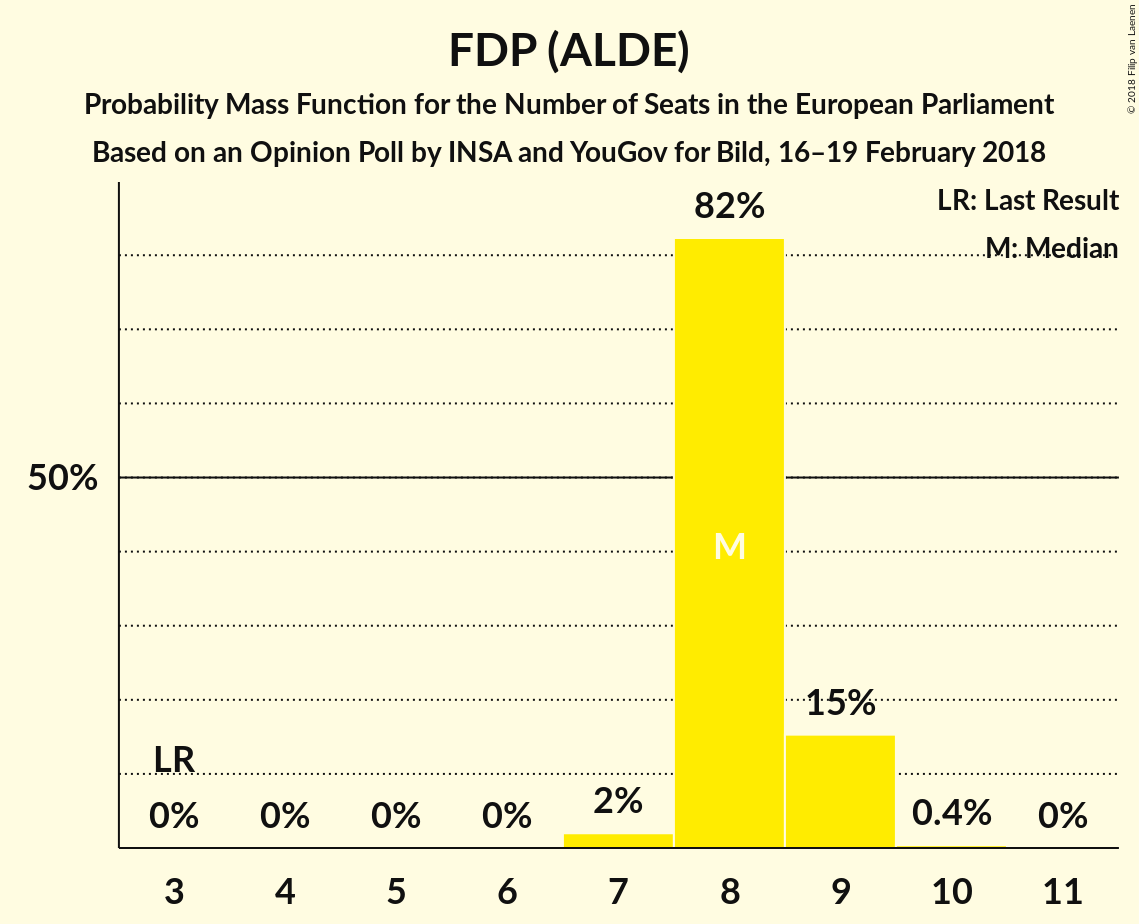 FDP (ALDE)
Probability Mass Function for the Number of Seats in the European Parliament
Based on an Opinion Poll by INSA and YouGov for Bild, 16–19 February 2018
© 2018 Filip van Laenen
LR: Last Result
M: Median
82%
50%
M
15%
LR
0% 0% 0% 0% 2% 0.4% 0%
3 4 5 6 7 8 9 10 11